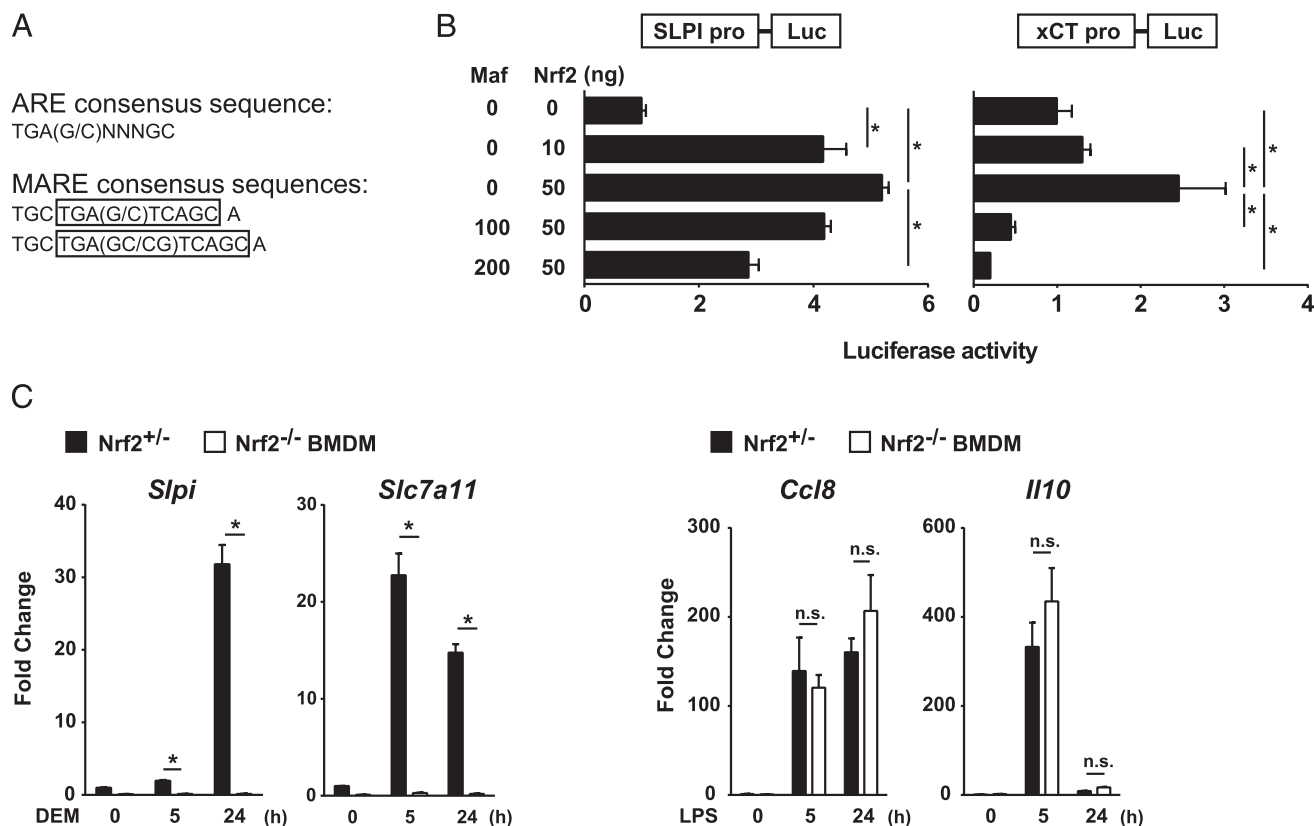 A
ARE consensus sequence:
TGA(G/C)NNNGC
MARE consensus sequences:
TGC TGA(G/C)TCAGC A
TGC TGA(GC/CG)TCAGC A
B
SLPI pro Luc
xCT pro Luc
Maf Nrf2 (ng)
0 0
0 10
0 50
100 50
200 50
* * *
* * * *
0 2 4 6
0 1 2 3 4
Luciferase activity
C
Nrf2+/- Nrf2-/- BMDM
Nrf2+/- Nrf2-/- BMDM
Slpi
Fold Change
40
30
20
10
0
* *
DEM 0 5 24 (h)
Slc7a11
30
20
10
0
* *
0 5 24 (h)
Ccl8
Fold Change
300
200
100
0
n.s. n.s.
LPS 0 5 24 (h)
Il10
600
400
200
0
n.s. n.s.
0 5 24 (h)